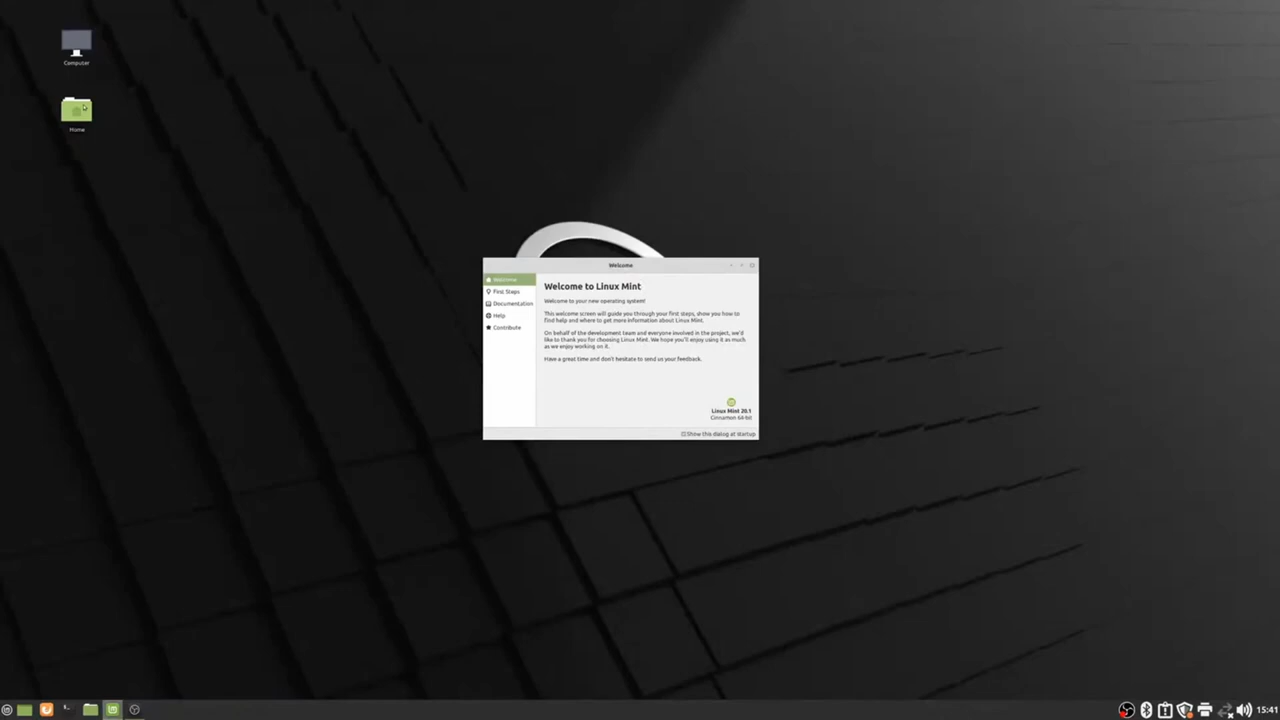 Computer
Home
Welcome
Welcome
First Steps
Documentation
Help
Contribute
Welcome to Linux Mint
Welcome to your new operating system!
This welcome screen will guide you through your first steps, show you how to
find help and where to get more information about Linux Mint.
On behalf of the development team and everyone involved in the project, we'd
like to thank you for choosing Linux Mint. We hope you'll enjoy using it as much
as we enjoy working on it.
Have a great time and don't hesitate to send us your feedback.
Linux Mint 20.1
Cinnamon 64-bit
Show this dialog at startup
15:41